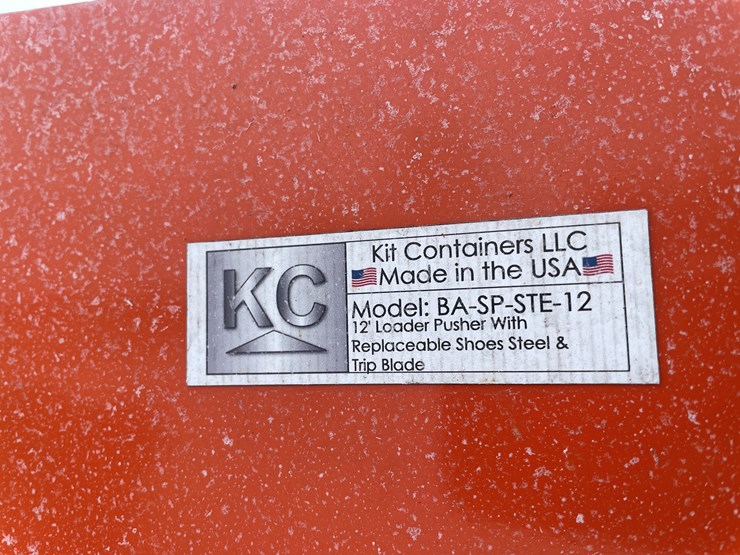 KC
Kit Containers LLC
Made in the USA
Model: BA-SP-STE-12
12' Loader Pusher With
Replaceable Shoes Steel &
Trip Blade